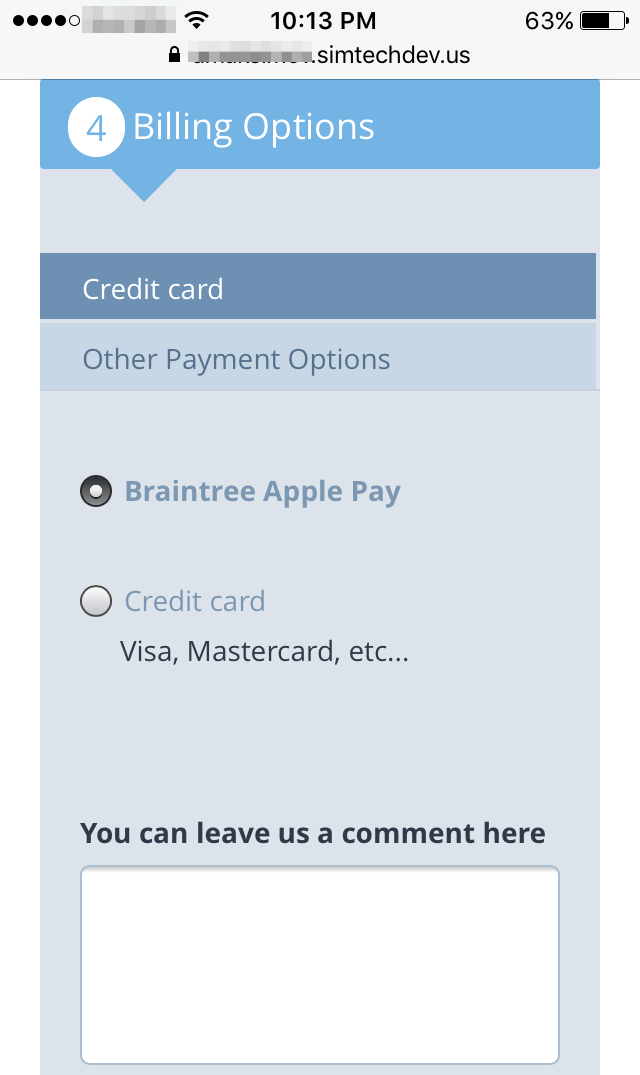 10:13 PM 63%
.simtechdev.us
4 Billing Options
Credit card
Other Payment Options
Braintree Apple Pay
Credit card
Visa, Mastercard, etc...
You can leave us a comment here